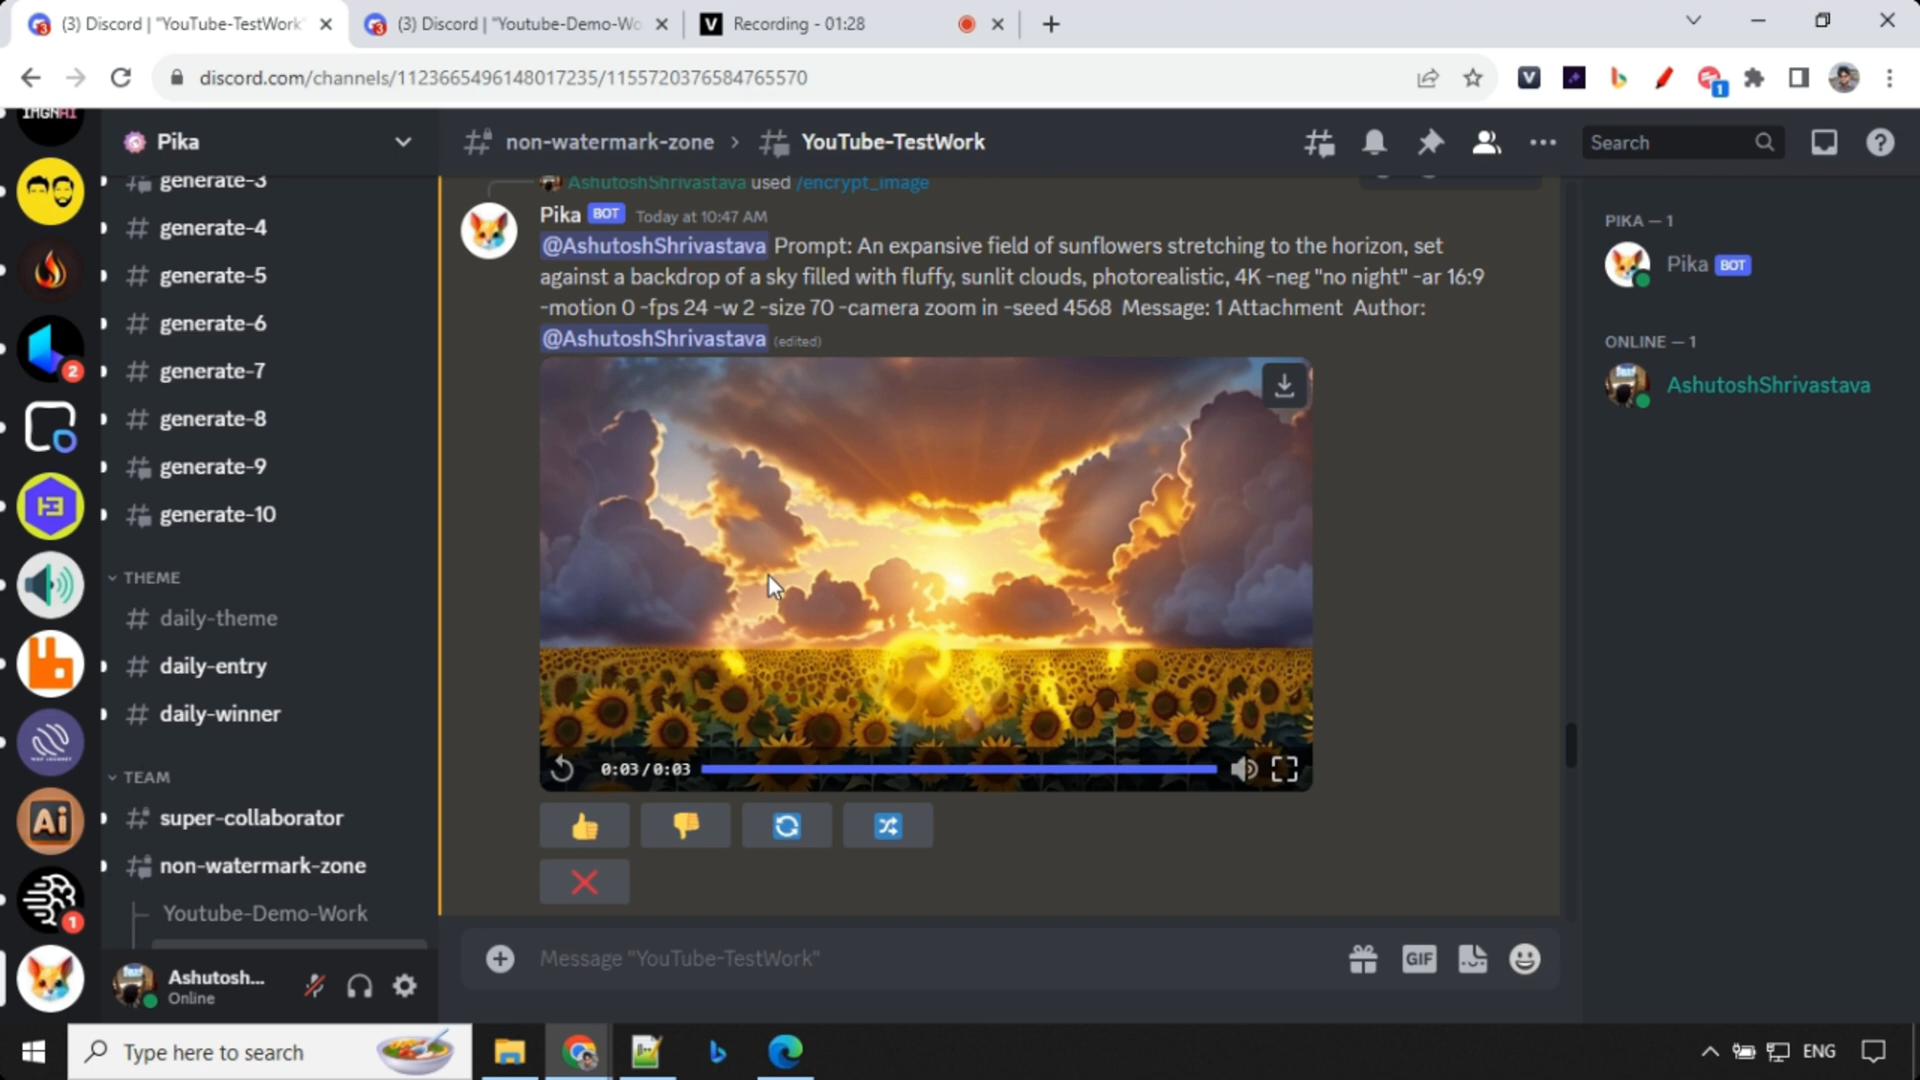 (3) Discord | "YouTube-TestWork"
(3) Discord | "Youtube-Demo-Wo
V
Recording - 01:28
discord.com/channels/1123665496148017235/1155720376584765570
1
IMGNAI
Pika
non-watermark-zone > YouTube-TestWork
Search
generate-3
generate-4
generate-5
generate-6
generate-7
generate-8
generate-9
generate-10
THEME
daily-theme
daily-entry
daily-winner
TEAM
super-collaborator
non-watermark-zone
Youtube-Demo-Work
2
Ai
1
Ashutosh...
Online
AshutoshShrivastava used /encrypt_image
Pika BOT Today at 10:47 AM
@AshutoshShrivastava Prompt: An expansive field of sunflowers stretching to the horizon, set
against a backdrop of a sky filled with fluffy, sunlit clouds, photorealistic, 4K -neg "no night" -ar 16:9
-motion 0 -fps 24 -w 2 -size 70 -camera zoom in -seed 4568 Message: 1 Attachment Author:
@AshutoshShrivastava (edited)
0:03/0:03
Message "YouTube-TestWork"
GIF
PIKA — 1
Pika BOT
ONLINE — 1
AshutoshShrivastava
Type here to search
ENG